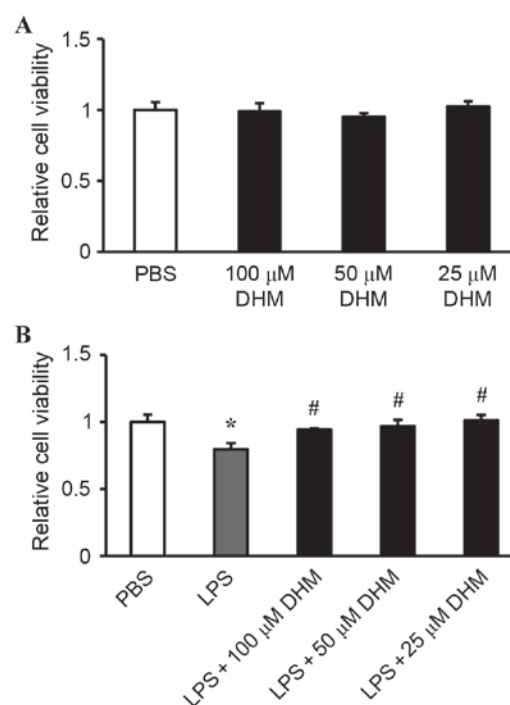 A
Relative cell viability
1.5
1
0.5
0
PBS
100 μM
DHM
50 μM
DHM
25 μM
DHM
B
Relative cell viability
1.5
1
0.5
0
*
#
#
#
PBS
LPS
LPS + 100 μM DHM
LPS + 50 μM DHM
LPS + 25 μM DHM